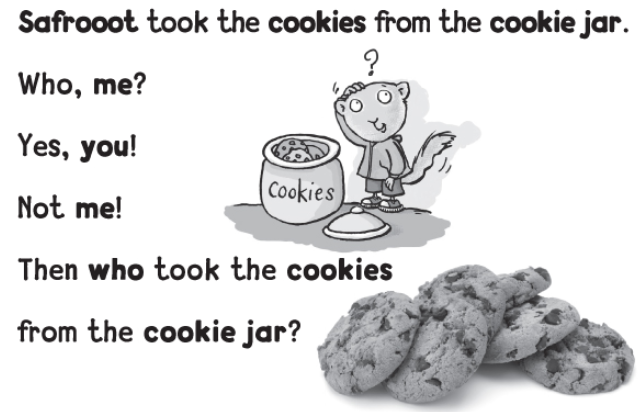 Safrooot took the cookies from the cookie jar.
?
Who, me?
Yes, you!
Cookies
Not me!
Then who took the cookies
from the cookie jar?